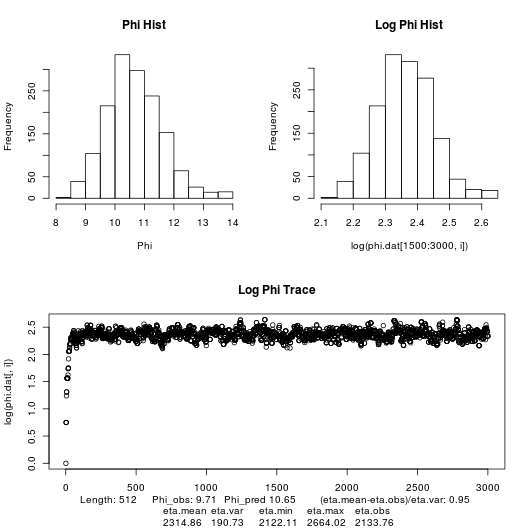 Phi Hist
Log Phi Hist
Frequency
0
50
150
250
8 9 10 11 12 13 14
Phi
Frequency
0
50
150
250
2.1 2.2 2.3 2.4 2.5 2.6
log(phi.dat[1500:3000, i])
Log Phi Trace
log(phi.dat[, i])
0.0 0.5 1.0 1.5 2.0 2.5
0 500 1000 1500 2000 2500 3000
Length: 512 Phi_obs: 9.71 Phi_pred 10.65 (eta.mean-eta.obs)/eta.var: 0.95
eta.mean eta.var eta.min eta.max eta.obs
2314.86 190.73 2122.11 2664.02 2133.76